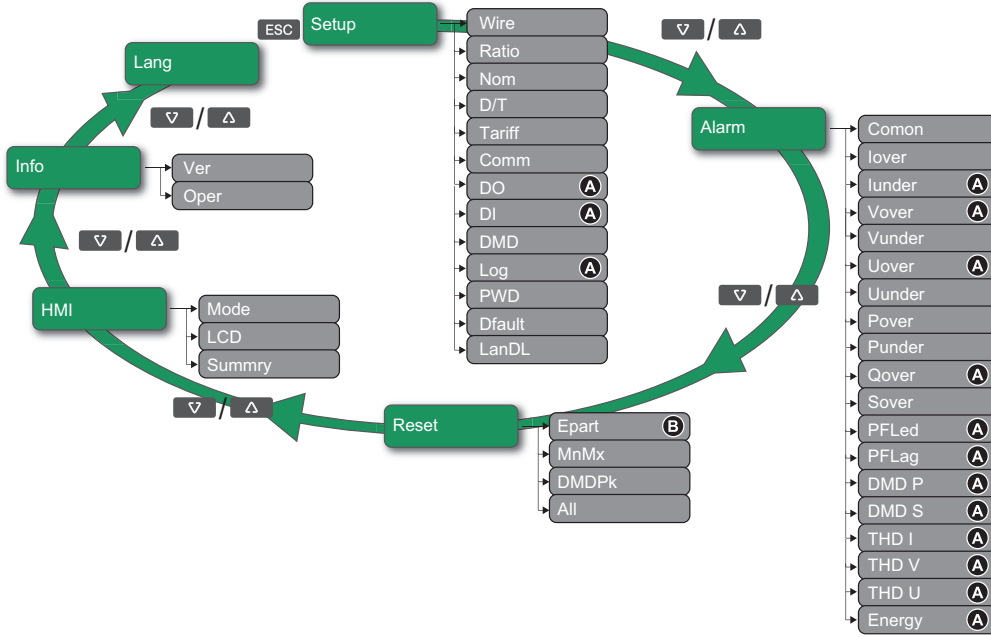 ESC
Setup
Wire
Ratio
Nom
D/T
Tariff
Comm
DO A
DI A
DMD
Log A
PWD
Dfault
LanDL
/
Alarm
Comon
Iover
Iunder A
Vover A
Vunder
Uover A
Uunder
Pover
Punder
Qover A
Sover
PFLed A
PFLag A
DMD P A
DMD S A
THD I A
THD V A
THD U A
Energy A
/
Reset
Epart B
MnMx
DMDPk
All
/
HMI
Mode
LCD
Summry
/
Info
Ver
Oper
/
Lang